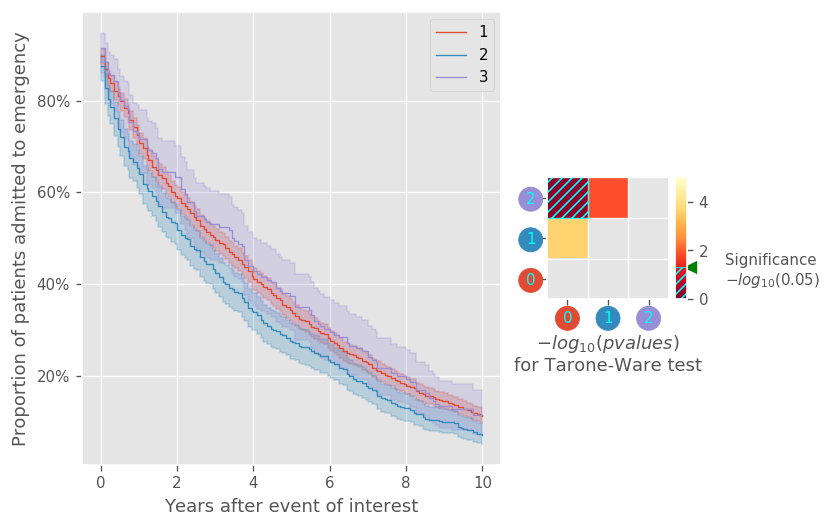 Proportion of patients admitted to emergency
80%
60%
40%
20%
0 2 4 6 8 10
Years after event of interest
1
2
3
2
1
0
0 1 2
−log₁₀(pvalues)
for Tarone-Ware test
4
2
0
Significance
−log₁₀(0.05)